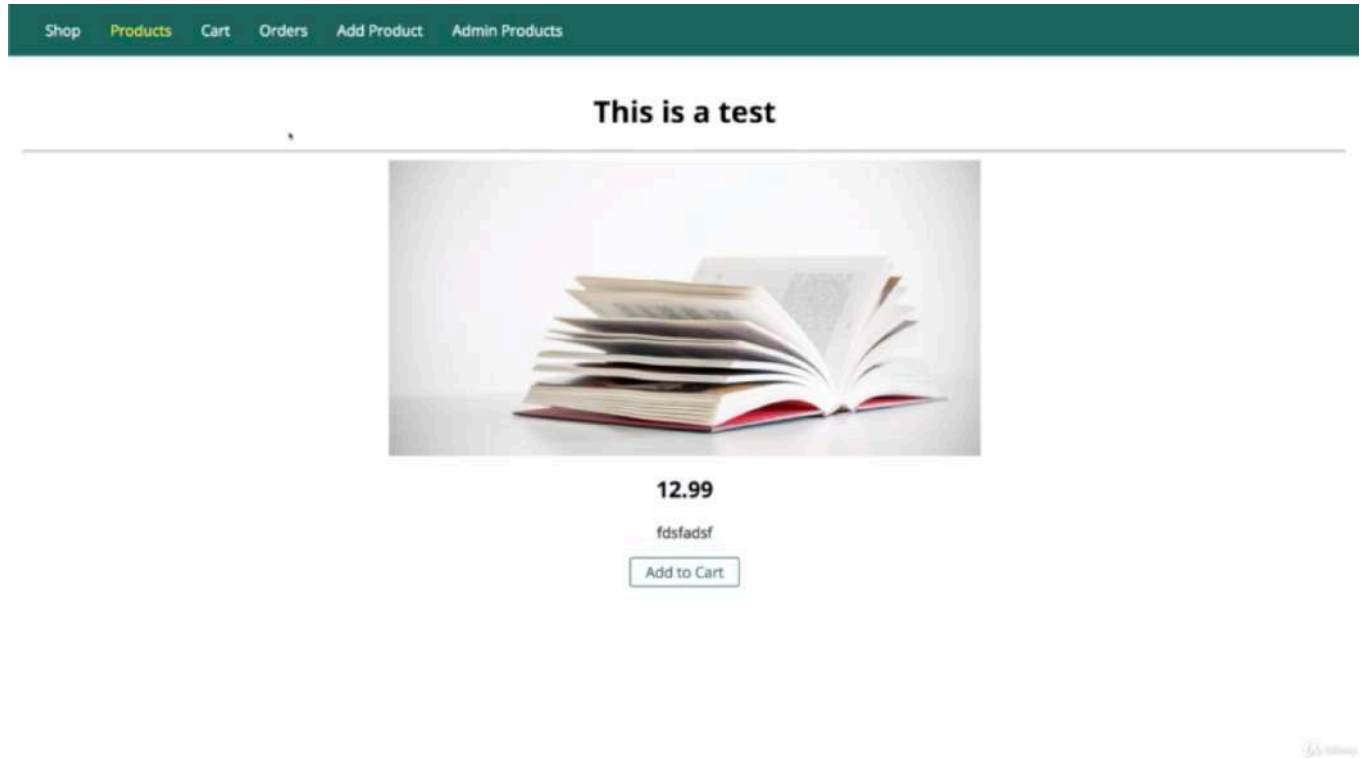 Shop Products Cart Orders Add Product Admin Products
This is a test
12.99
fdsfadsf
Add to Cart